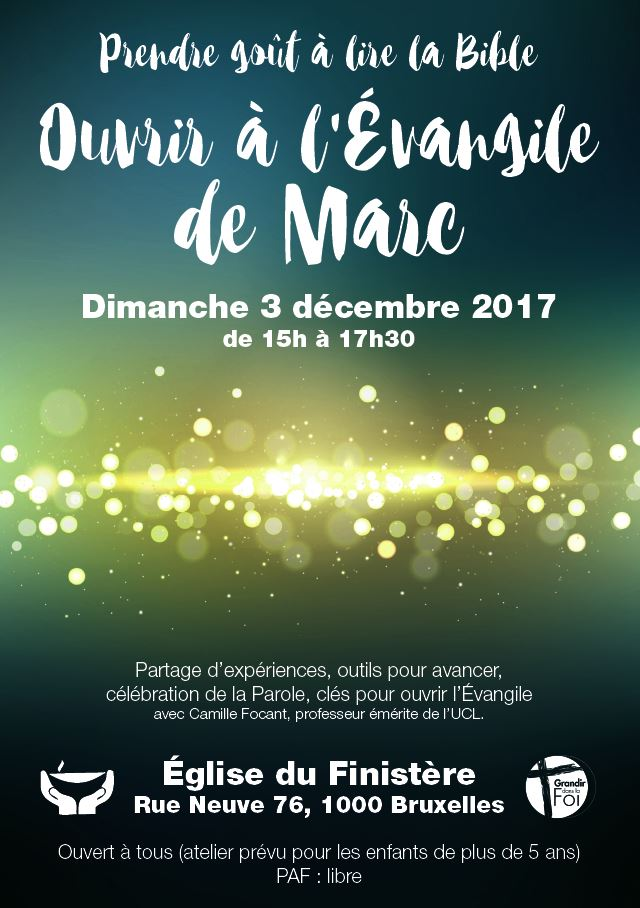 Prendre goût à lire la Bible
Ouvrir à l'Évangile
de Marc
Dimanche 3 décembre 2017
de 15h à 17h30
Partage d’expériences, outils pour avancer,
célébration de la Parole, clés pour ouvrir l’Évangile
avec Camille Focant, professeur émérite de l’UCL.
Église du Finistère
Rue Neuve 76, 1000 Bruxelles
Grandir
dans la
Foi
Ouvert à tous (atelier prévu pour les enfants de plus de 5 ans)
PAF : libre